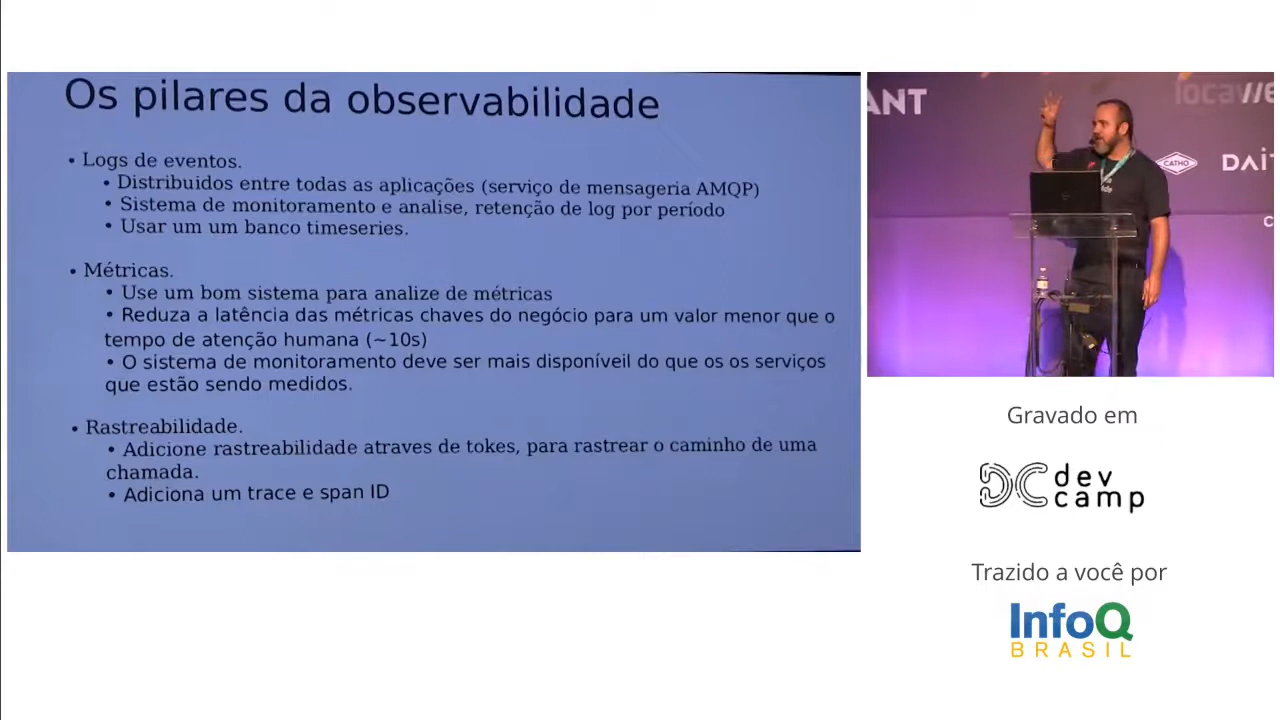 Os pilares da observabilidade
• Logs de eventos.
• Distribuidos entre todas as aplicações (serviço de mensageria AMQP)
• Sistema de monitoramento e analise, retenção de log por período
• Usar um um banco timeseries.
• Métricas.
• Use um bom sistema para analize de métricas
• Reduza a latência das métricas chaves do negócio para um valor menor que o
tempo de atenção humana (~10s)
• O sistema de monitoramento deve ser mais disponíveil do que os os serviços
que estão sendo medidos.
• Rastreabilidade.
• Adicione rastreabilidade atraves de tokes, para rastrear o caminho de uma
chamada.
• Adiciona um trace e span ID
ANT
locawe
CATHO
DAIT
Gravado em
DC dev
camp
Trazido a você por
InfoQ
BRASIL